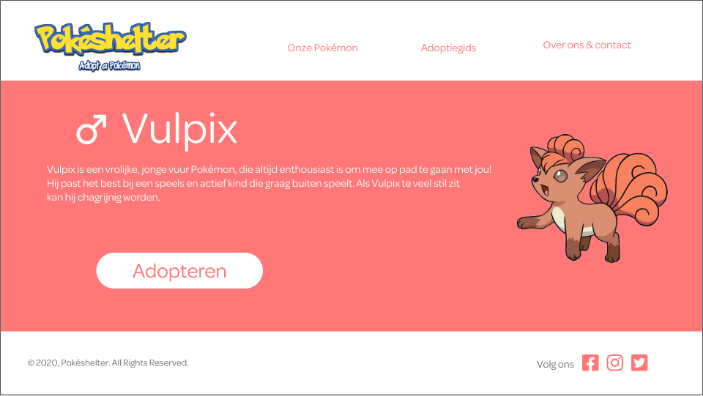 Pokéshelter
Adopt a Pokémon
Onze Pokémon
Adoptiegids
Over ons & contact
♂ Vulpix
Vulpix is een vrolijke, jonge vuur Pokémon, die altijd enthousiast is om mee op pad te gaan met jou!
Hij past het best bij een speels en actief kind die graag buiten speelt. Als Vulpix te veel stil zit
kan hij chagrijnig worden.
Adopteren
© 2020, Pokéshelter. All Rights Reserved.
Volg ons